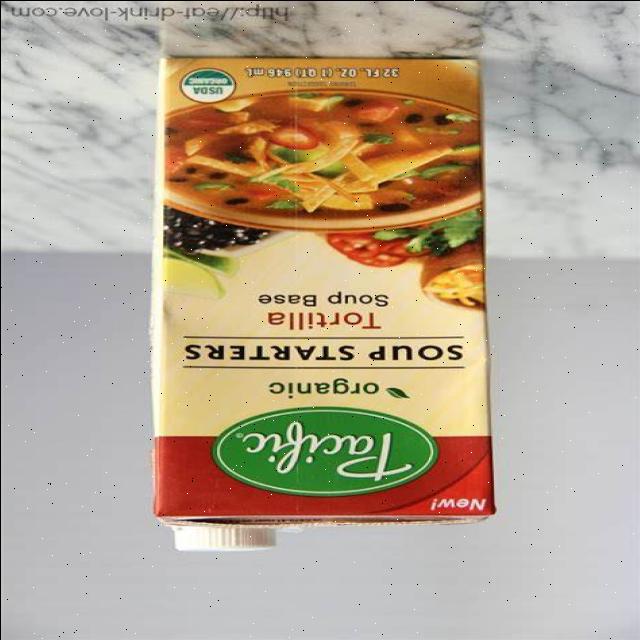 New!
Pacific®
organic
SOUP STARTERS
Tortilla
Soup Base
USDA
ORGANIC
32 FL. OZ. (1 QT) 946 mL
http://eat-drink-love.com